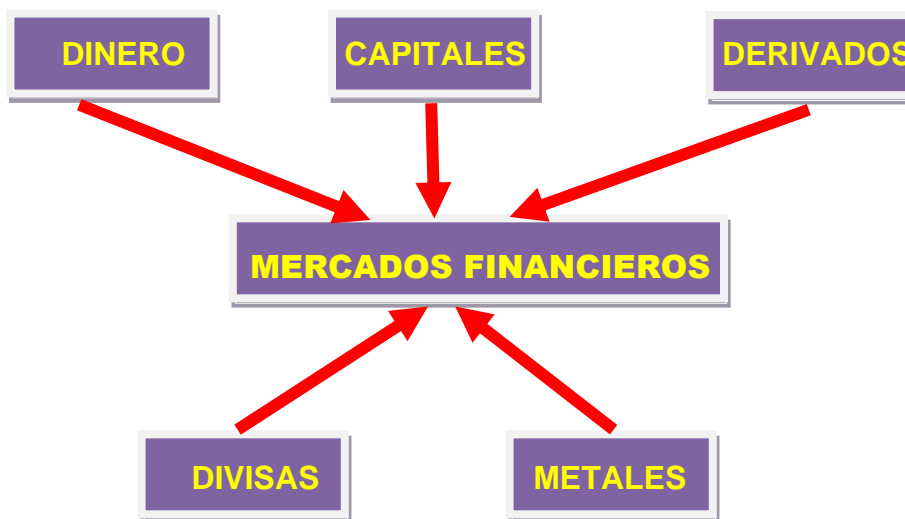 DINERO
CAPITALES
DERIVADOS
MERCADOS FINANCIEROS
DIVISAS
METALES